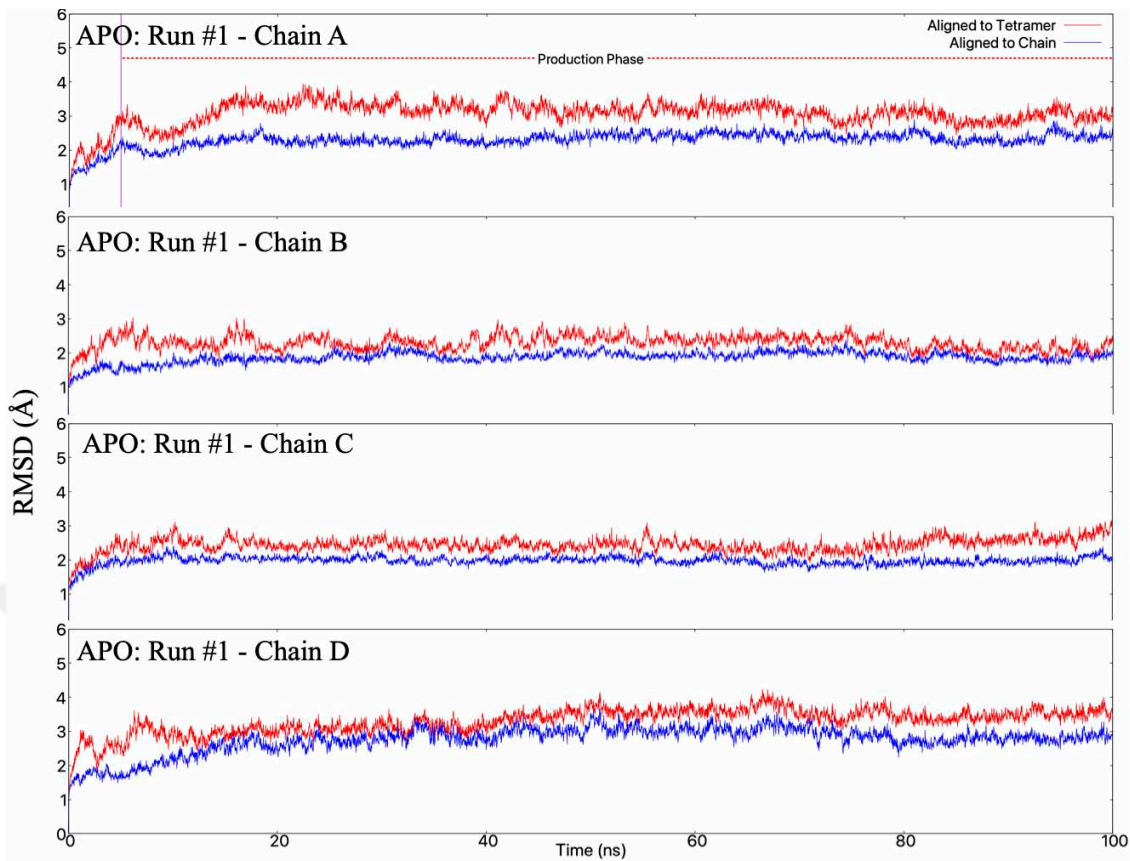 APO: Run #1 - Chain A
Aligned to Tetramer
Aligned to Chain
Production Phase
6
5
4
3
2
1
APO: Run #1 - Chain B
6
5
4
3
2
1
APO: Run #1 - Chain C
6
5
4
3
2
1
APO: Run #1 - Chain D
6
5
4
3
2
1
0
RMSD (Å)
0 20 40 60 80 100
Time (ns)